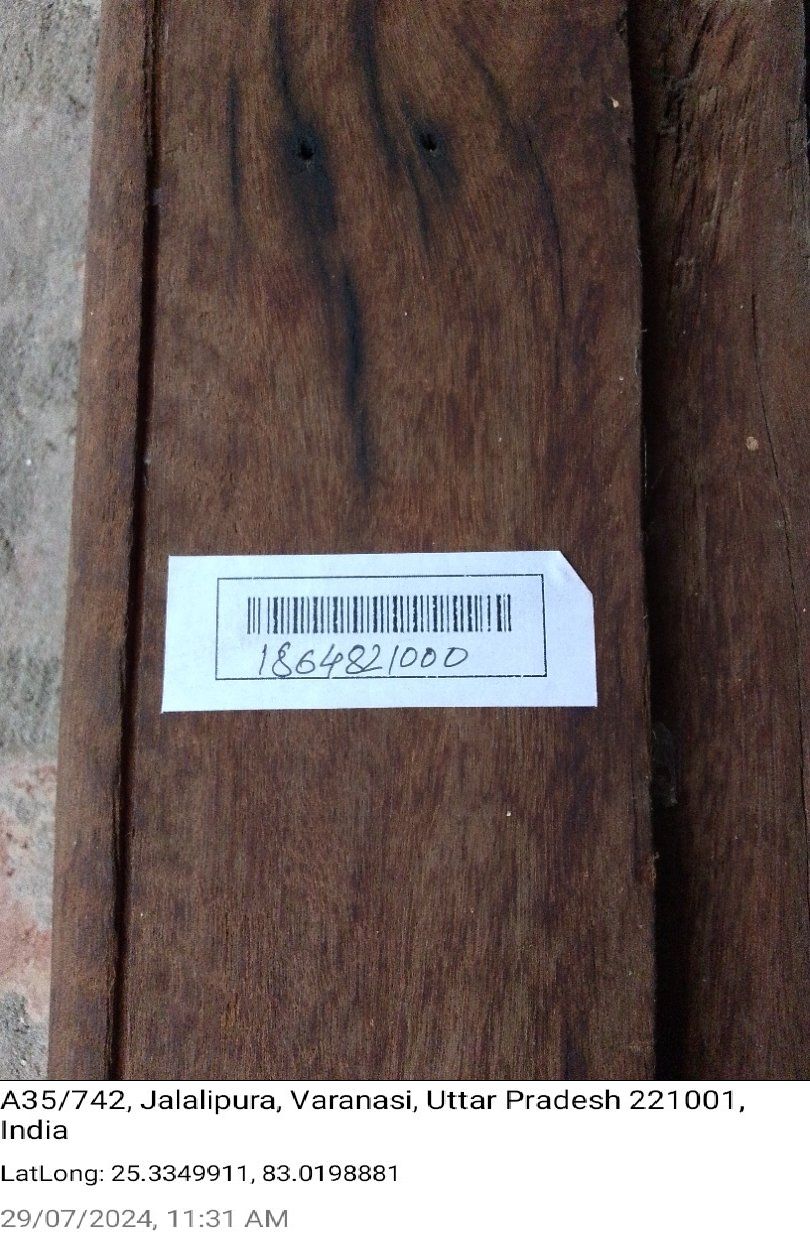 1864821000
A35/742, Jalalipura, Varanasi, Uttar Pradesh 221001,
India
LatLong: 25.3349911, 83.0198881
29/07/2024, 11:31 AM